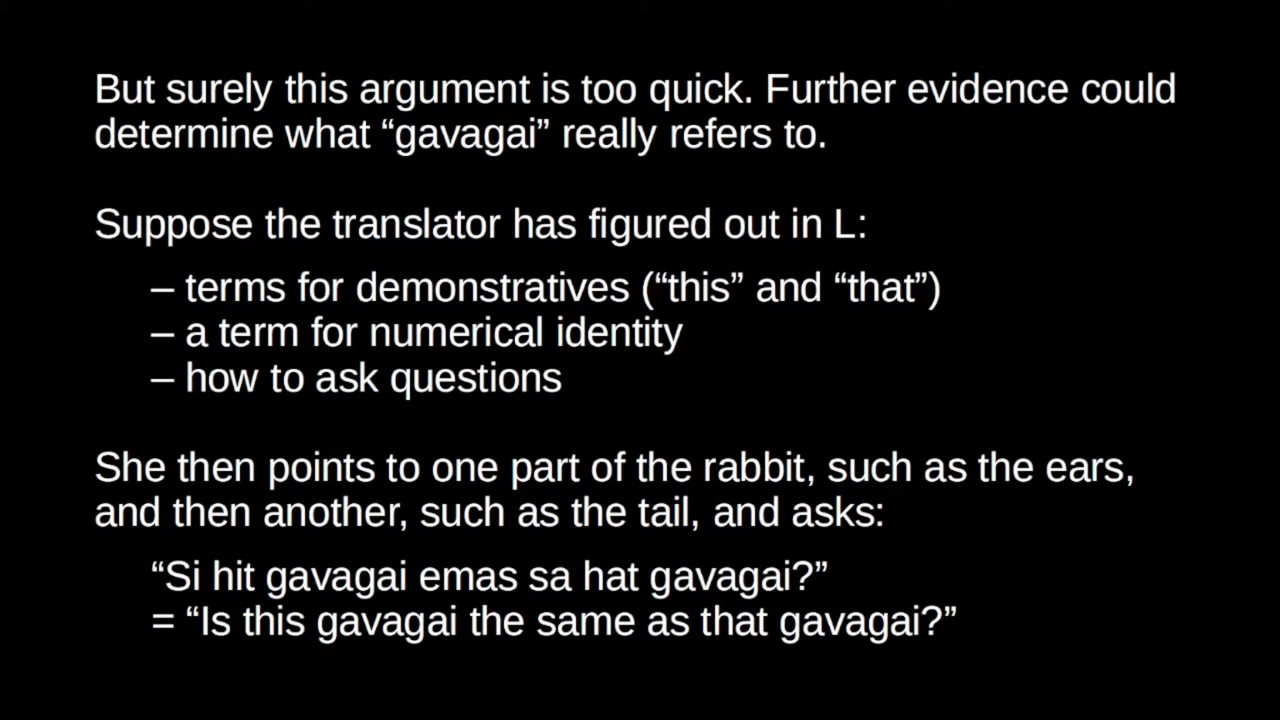 But surely this argument is too quick. Further evidence could
determine what “gavagai” really refers to.
Suppose the translator has figured out in L:
– terms for demonstratives (“this” and “that”)
– a term for numerical identity
– how to ask questions
She then points to one part of the rabbit, such as the ears,
and then another, such as the tail, and asks:
“Si hit gavagai emas sa hat gavagai?”
= “Is this gavagai the same as that gavagai?”